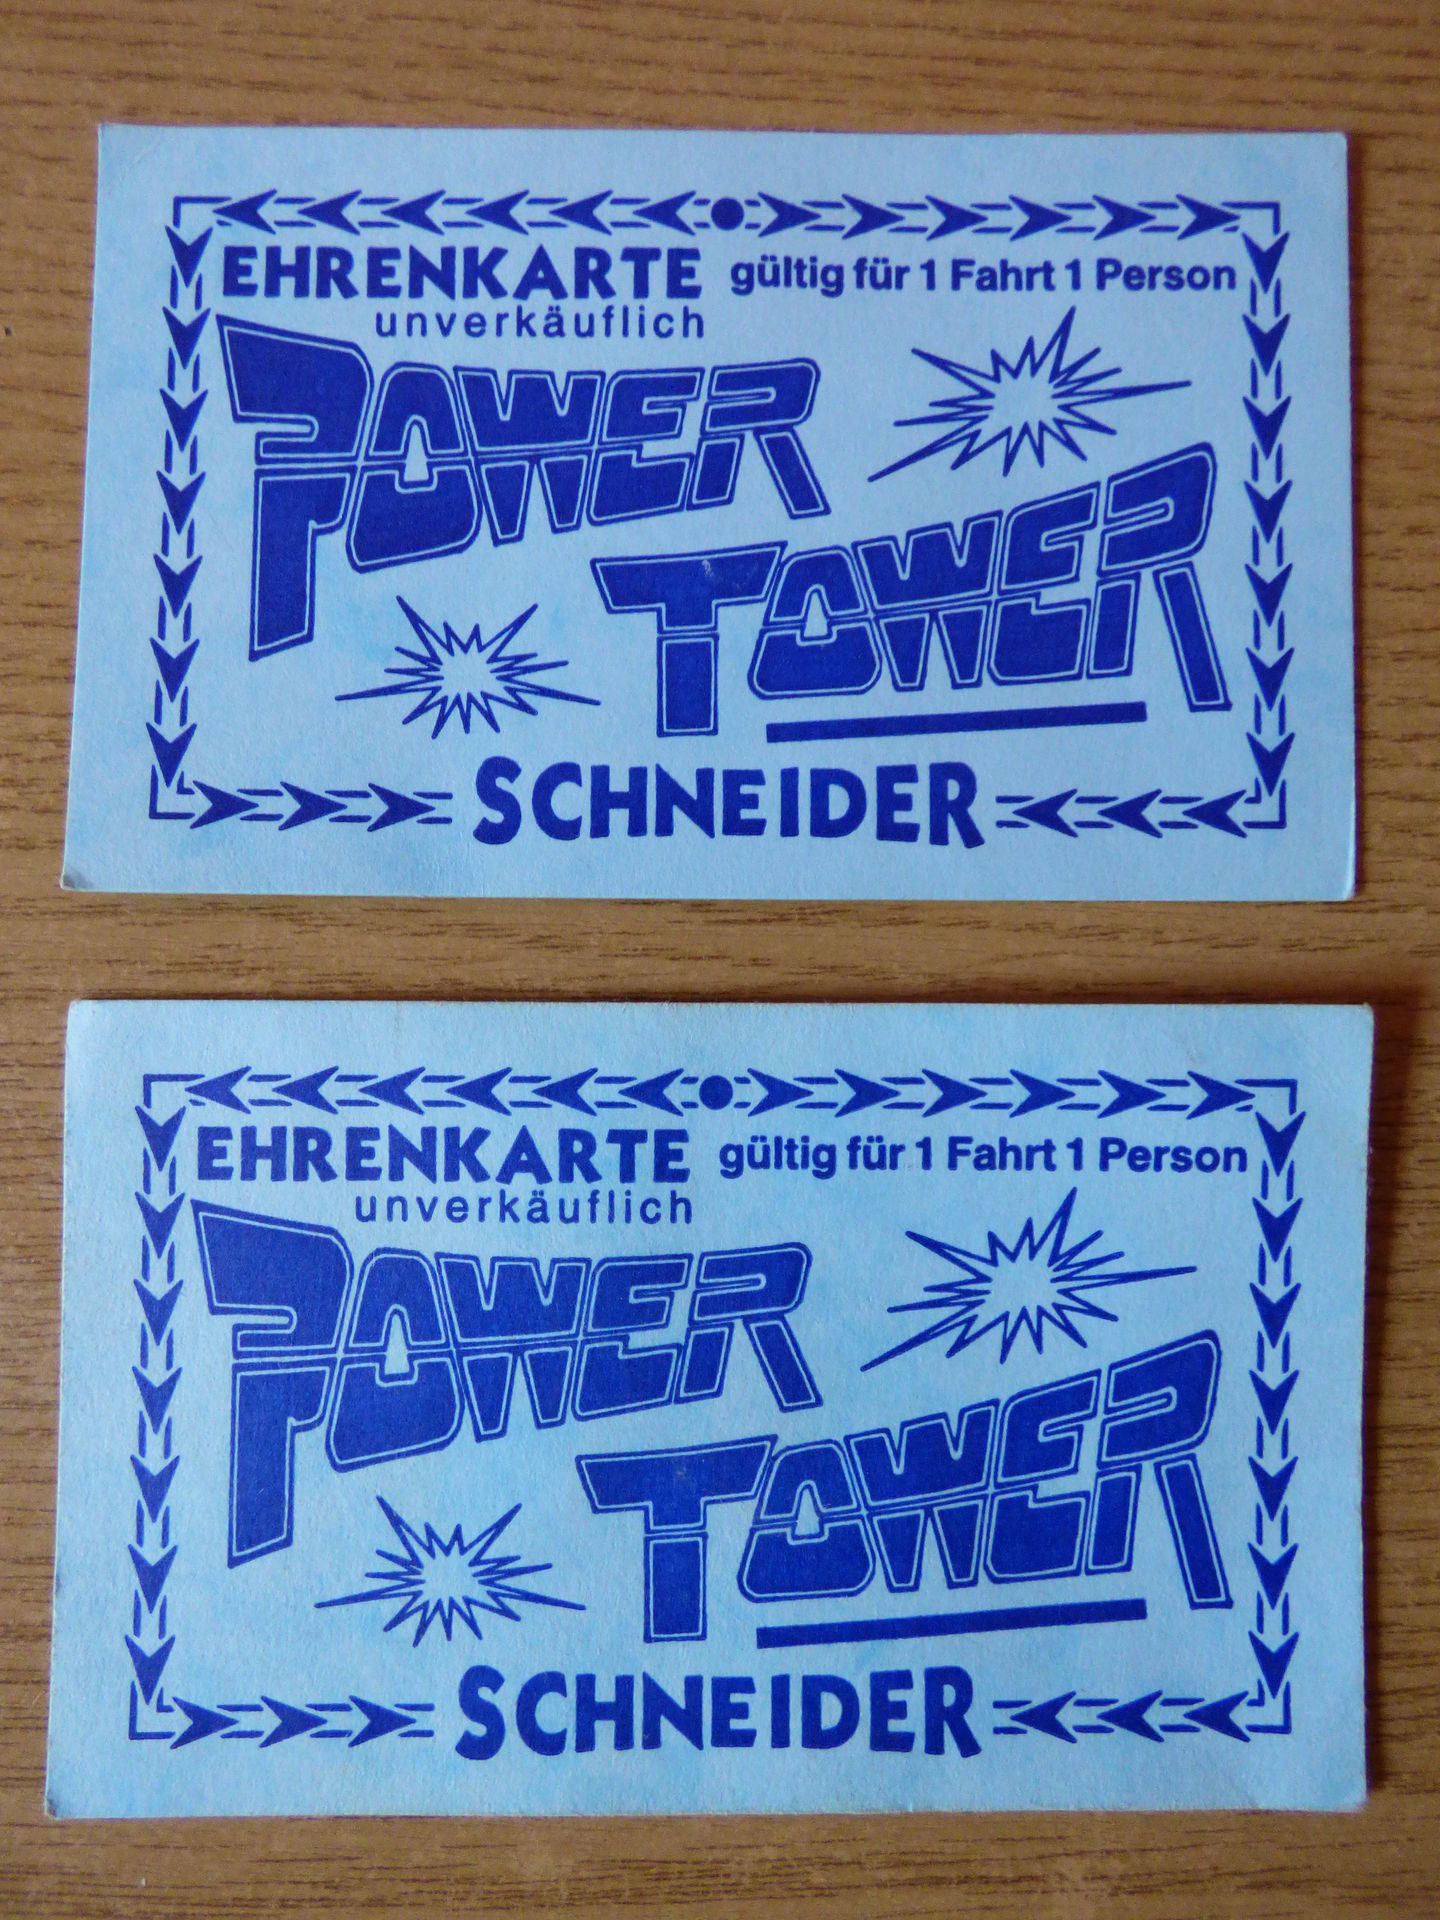 EHRENKARTE gültig für 1 Fahrt 1 Person
unverkäuflich
POWER
TOWER
SCHNEIDER
EHRENKARTE gültig für 1 Fahrt 1 Person
unverkäuflich
POWER
TOWER
SCHNEIDER